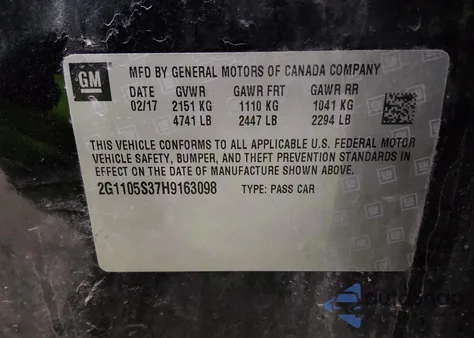 GM
MFD BY GENERAL MOTORS OF CANADA COMPANY
DATE GVWR GAWR FRT GAWR RR
02/17 2151 KG 1110 KG 1041 KG
4741 LB 2447 LB 2294 LB
THIS VEHICLE CONFORMS TO ALL APPLICABLE U.S. FEDERAL MOTOR
VEHICLE SAFETY, BUMPER, AND THEFT PREVENTION STANDARDS IN
EFFECT ON THE DATE OF MANUFACTURE SHOWN ABOVE.
2G1105S37H9163098 TYPE: PASS CAR
autosnap